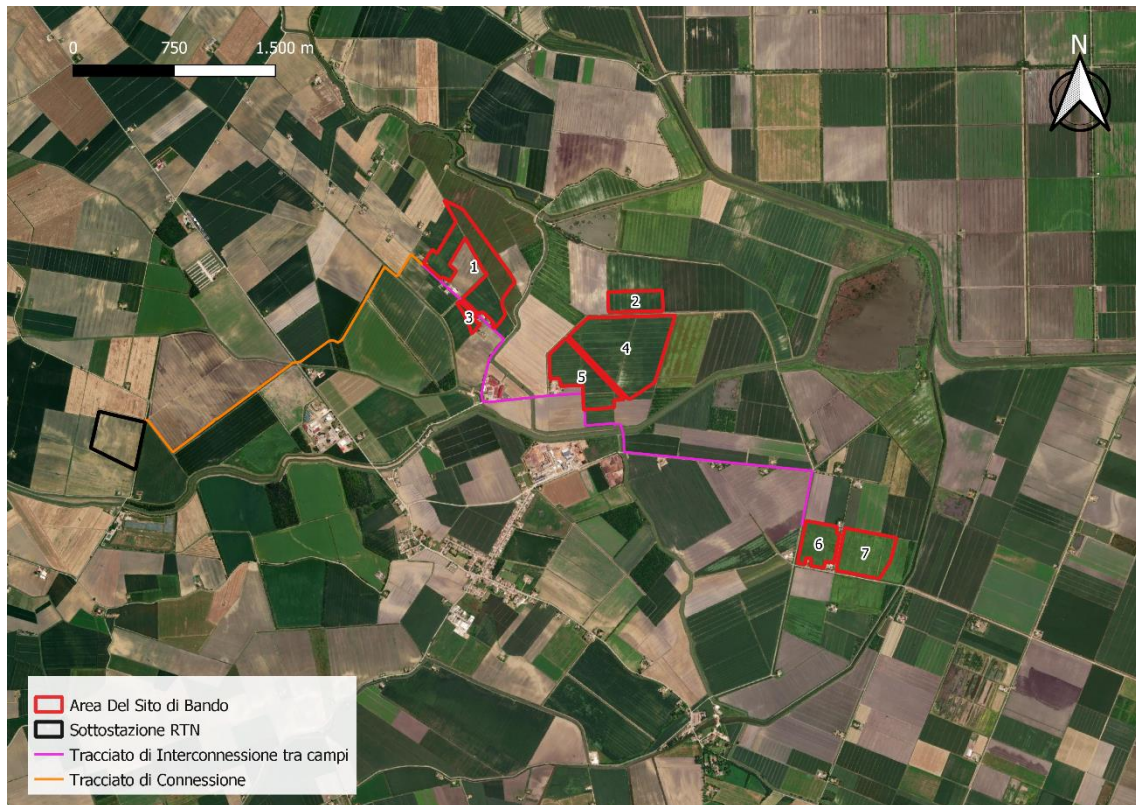 0 750 1.500 m
N
1
2
3
4
5
6
7
Area Del Sito di Bando
Sottostazione RTN
Tracciato di Interconnessione tra campi
Tracciato di Connessione